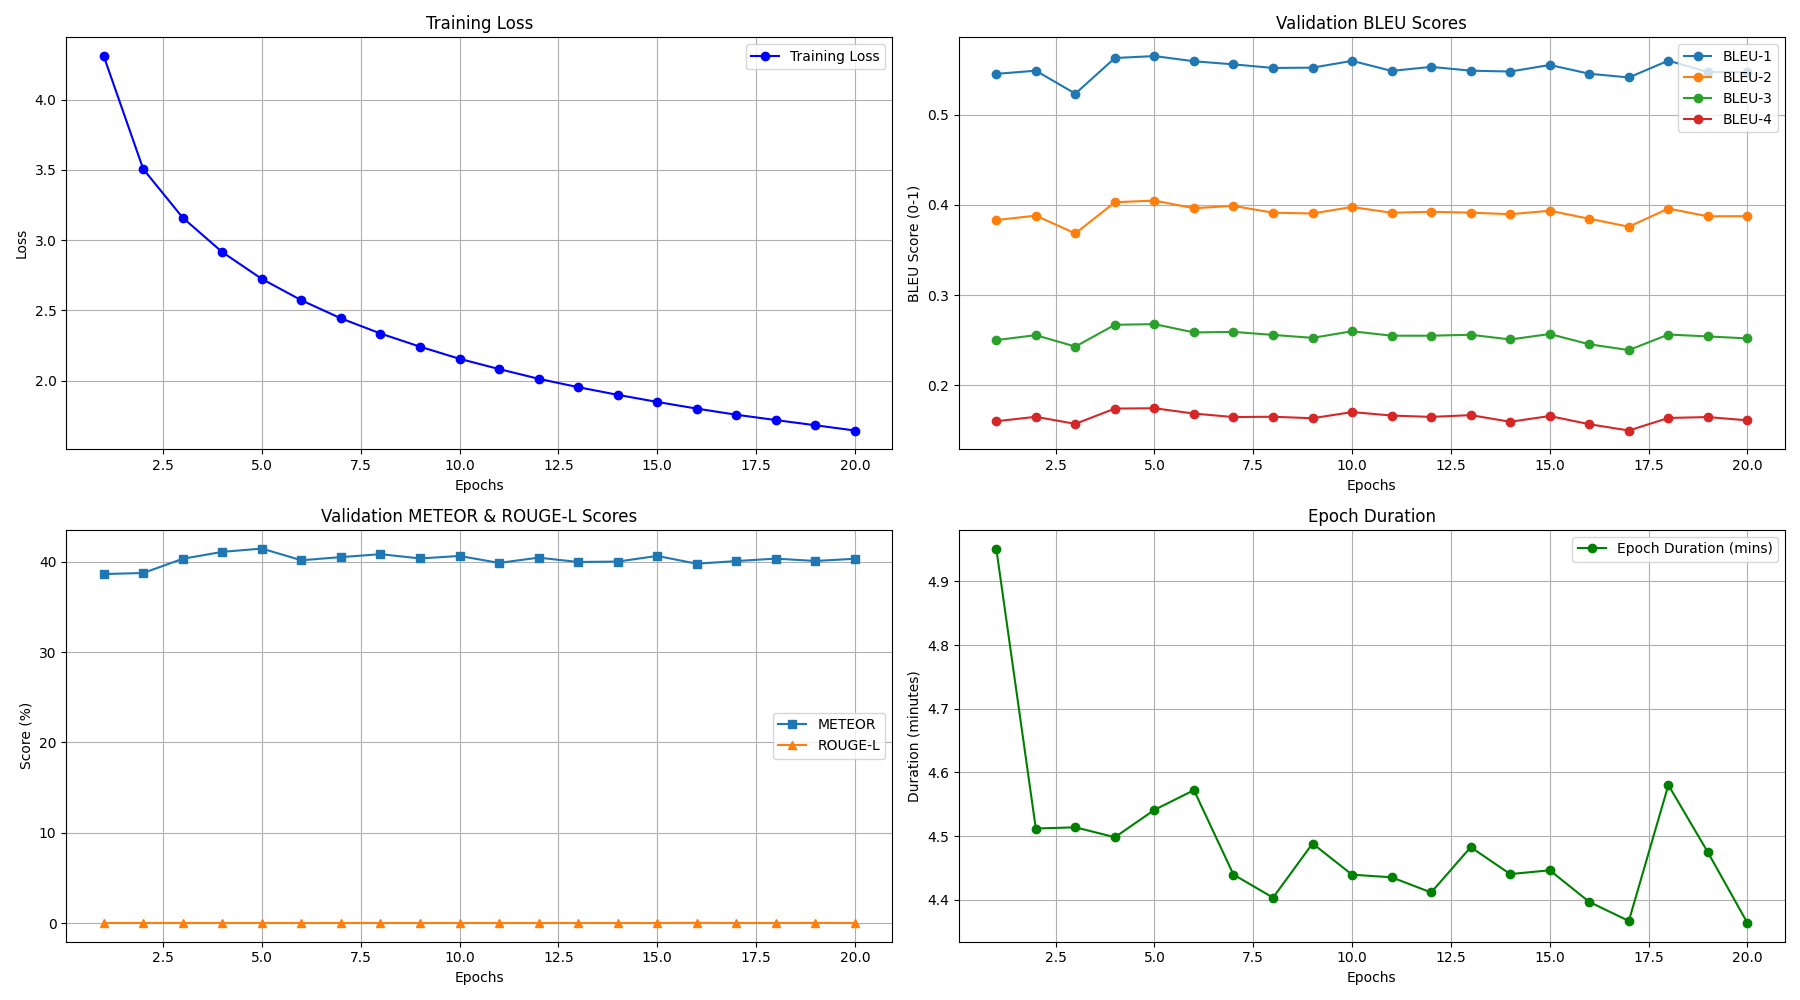 Training Loss
Training Loss
4.0
3.5
3.0
2.5
2.0
Loss
2.5 5.0 7.5 10.0 12.5 15.0 17.5 20.0
Epochs
Validation BLEU Scores
BLEU-1
BLEU-2
BLEU-3
BLEU-4
0.5
0.4
0.3
0.2
BLEU Score (0-1)
2.5 5.0 7.5 10.0 12.5 15.0 17.5 20.0
Epochs
Validation METEOR & ROUGE-L Scores
METEOR
ROUGE-L
40
30
20
10
0
Score (%)
2.5 5.0 7.5 10.0 12.5 15.0 17.5 20.0
Epochs
Epoch Duration
Epoch Duration (mins)
4.9
4.8
4.7
4.6
4.5
4.4
Duration (minutes)
2.5 5.0 7.5 10.0 12.5 15.0 17.5 20.0
Epochs